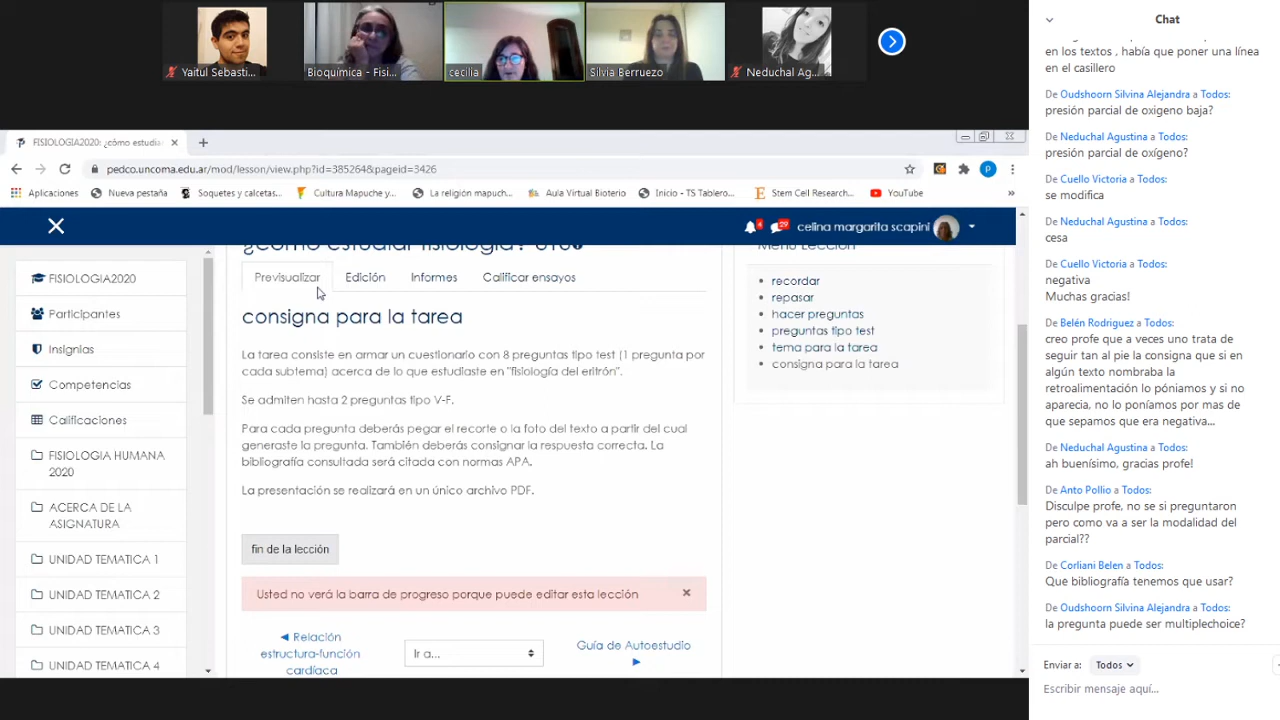 Yaitul Sebasti...
Bioquímica - Fisi...
cecilia
Silvia Berruezo
Neduchal Ag...
FISIOLOGIA2020: ¿cómo estudia
pedco.uncoma.edu.ar/mod/lesson/view.php?id=385264&pageid=3426
P
Aplicaciones
Nueva pestaña
Soquetes y calcetas...
Cultura Mapuche y ...
La religión mapuch...
Aula Virtual Bioterio
Inicio - TS Tablero...
Stem Cell Research...
YouTube
»
celina margarita scapini
FISIOLOGIA2020
Participantes
Insignias
Competencias
Calificaciones
FISIOLOGIA HUMANA
2020
ACERCA DE LA
ASIGNATURA
UNIDAD TEMATICA 1
UNIDAD TEMATICA 2
UNIDAD TEMATICA 3
UNIDAD TEMATICA 4
¿cómo estudiar fisiología?
Previsualizar
Edición
Informes
Calificar ensayos
consigna para la tarea
La tarea consiste en armar un cuestionario con 8 preguntas tipo test (1 pregunta por
cada subtema) acerca de lo que estudiaste en "fisiología del eritrón".
Se admiten hasta 2 preguntas tipo V-F.
Para cada pregunta deberás pegar el recorte o la foto del texto a partir del cual
generaste la pregunta. También deberás consignar la respuesta correcta. La
bibliografía consultada será citada con normas APA.
La presentación se realizará en un único archivo PDF.
fin de la lección
Usted no verá la barra de progreso porque puede editar esta lección
×
◄ Relación
estructura-función
cardíaca
Ir a...
Guía de Autoestudio
►
Menú Lección
recordar
repasar
hacer preguntas
preguntas tipo test
tema para la tarea
consigna para la tarea
Chat
en los textos , había que poner una línea
en el casillero
De Oudshoorn Silvina Alejandra a Todos:
presión parcial de oxigeno baja?
De Neduchal Agustina a Todos:
presión parcial de oxígeno?
De Cuello Victoria a Todos:
se modifica
De Neduchal Agustina a Todos:
cesa
De Cuello Victoria a Todos:
negativa
Muchas gracias!
De Belén Rodriguez a Todos:
creo profe que a veces uno trata de
seguir tan al pie la consigna que si en
algún texto nombraba la
retroalimentación lo póniamos y si no
aparecia, no lo poníamos por mas de
que sepamos que era negativa...
De Neduchal Agustina a Todos:
ah buenísimo, gracias profe!
De Anto Pollio a Todos:
Disculpe profe, no se si preguntaron
pero como va a ser la modalidad del
parcial??
De Corliani Belen a Todos:
Que bibliografía tenemos que usar?
De Oudshoorn Silvina Alejandra a Todos:
la pregunta puede ser multiplechoice?
Enviar a:
Todos
Escribir mensaje aquí...